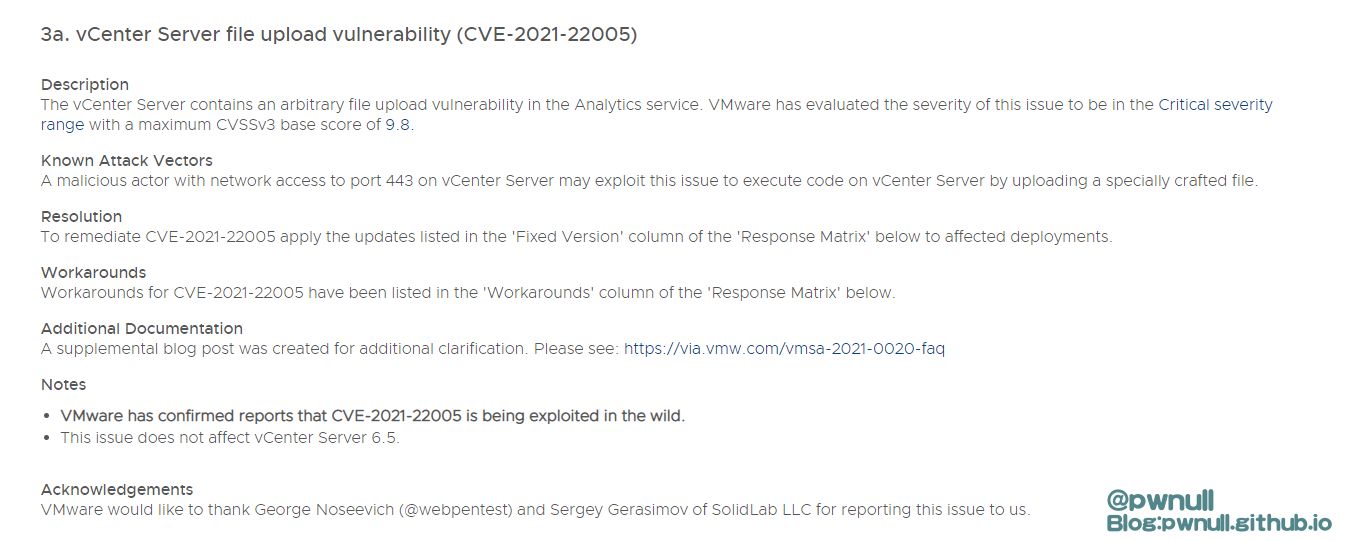 3a. vCenter Server file upload vulnerability (CVE-2021-22005)
Description
The vCenter Server contains an arbitrary file upload vulnerability in the Analytics service. VMware has evaluated the severity of this issue to be in the Critical severity
range with a maximum CVSSv3 base score of 9.8.
Known Attack Vectors
A malicious actor with network access to port 443 on vCenter Server may exploit this issue to execute code on vCenter Server by uploading a specially crafted file.
Resolution
To remediate CVE-2021-22005 apply the updates listed in the 'Fixed Version' column of the 'Response Matrix' below to affected deployments.
Workarounds
Workarounds for CVE-2021-22005 have been listed in the 'Workarounds' column of the 'Response Matrix' below.
Additional Documentation
A supplemental blog post was created for additional clarification. Please see: https://via.vmw.com/vmsa-2021-0020-faq
Notes
• VMware has confirmed reports that CVE-2021-22005 is being exploited in the wild.
• This issue does not affect vCenter Server 6.5.
Acknowledgements
VMware would like to thank George Noseevich (@webpentest) and Sergey Gerasimov of SolidLab LLC for reporting this issue to us.
@pwnull
Blog:pwnull.github.io